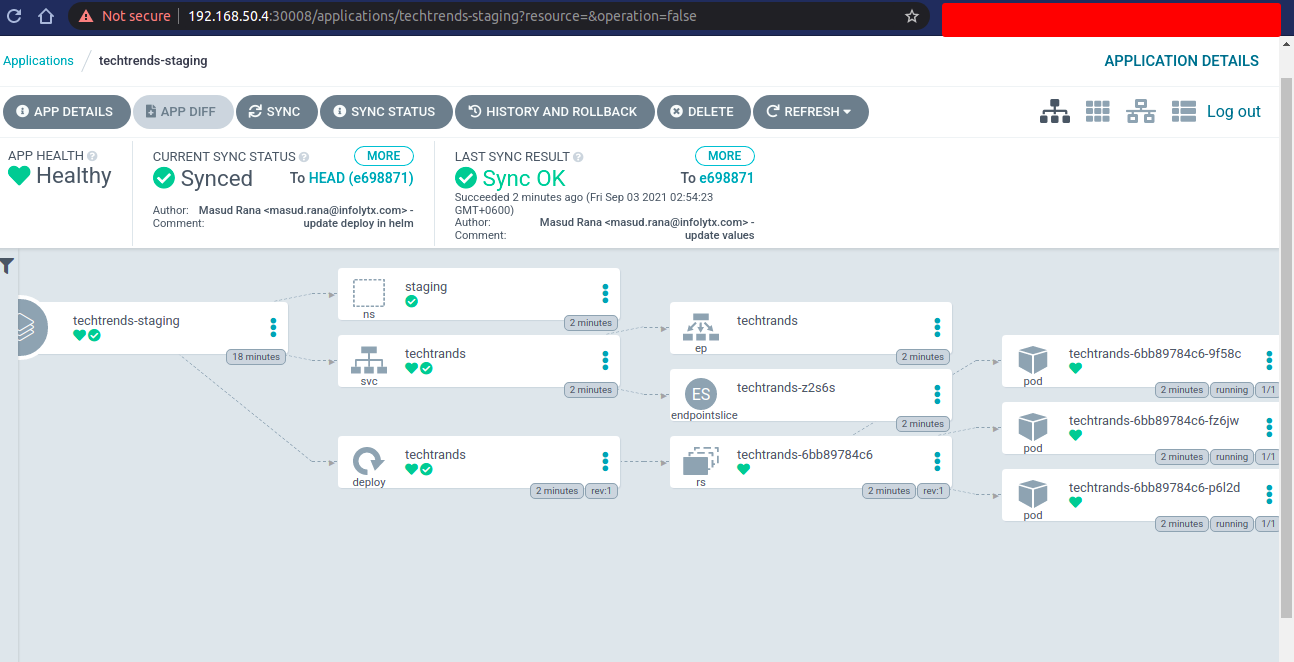 Not secure | 192.168.50.4:30008/applications/techtrends-staging?resource=&operation=false
Applications / techtrends-staging
APPLICATION DETAILS
APP DETAILS
APP DIFF
SYNC
SYNC STATUS
HISTORY AND ROLLBACK
DELETE
REFRESH
Log out
APP HEALTH
Healthy
CURRENT SYNC STATUS
MORE
Synced
To HEAD (e698871)
Author: Masud Rana <masud.rana@infolytx.com> -
Comment: update deploy in helm
LAST SYNC RESULT
MORE
Sync OK
To e698871
Succeeded 2 minutes ago (Fri Sep 03 2021 02:54:23
GMT+0600)
Author: Masud Rana <masud.rana@infolytx.com> -
Comment: update values
techtrends-staging
18 minutes
staging
ns
2 minutes
techtrands
svc
2 minutes
techtrands
deploy
2 minutes
rev:1
techtrands
ep
2 minutes
ES
techtrands-z2s6s
endpointslice
2 minutes
techtrands-6bb89784c6
rs
2 minutes
rev:1
techtrands-6bb89784c6-9f58c
pod
2 minutes
running
1/1
techtrands-6bb89784c6-fz6jw
pod
2 minutes
running
1/1
techtrands-6bb89784c6-p6l2d
pod
2 minutes
running
1/1